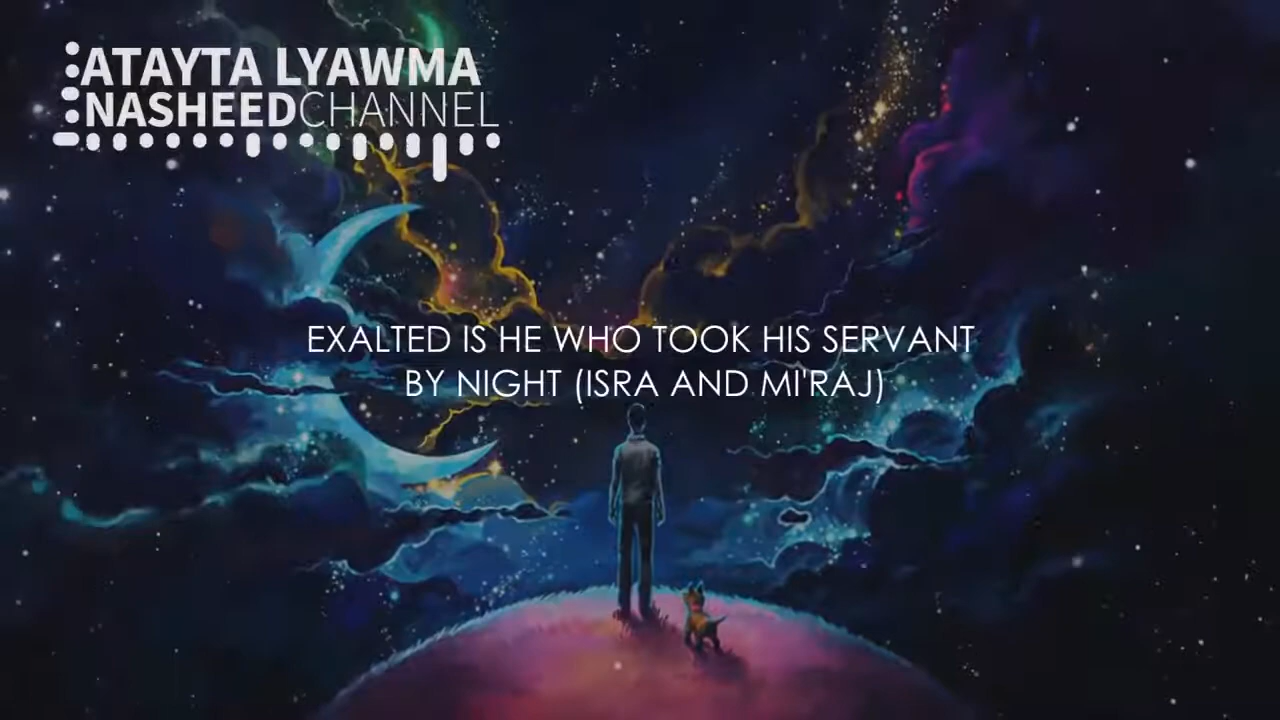 ATAYTA LYAWMA
NASHEEDCHANNEL
EXALTED IS HE WHO TOOK HIS SERVANT
BY NIGHT (ISRA AND MI'RAJ)